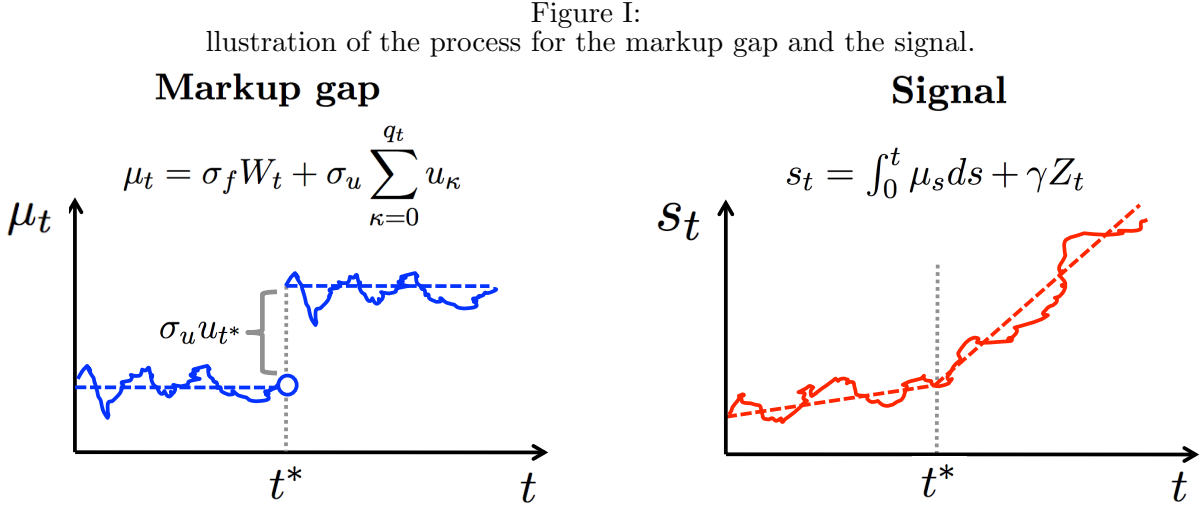 Figure I:
llustration of the process for the markup gap and the signal.
Markup gap
μ_t = σ_f W_t + σ_u ∑_{κ=0}^{q_t} u_κ
μ_t
σ_u u_{t*}
t*
t
Signal
s_t = ∫_0^t μ_s ds + γZ_t
s_t
t*
t